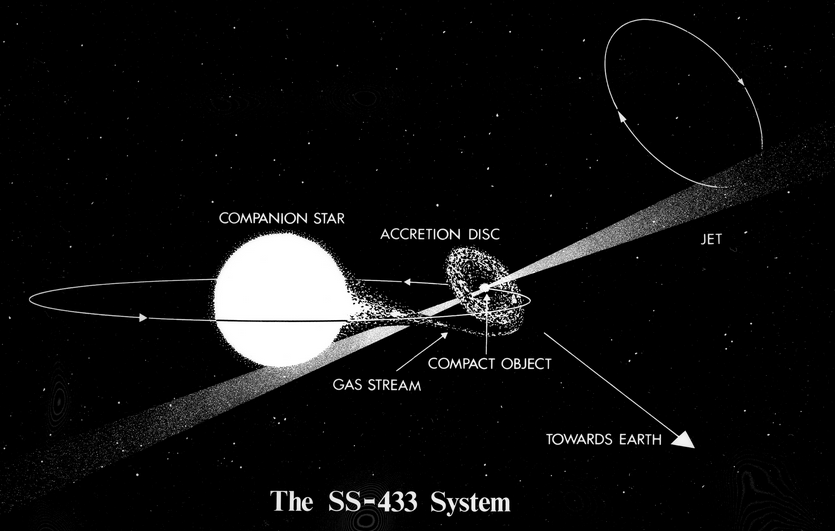 COMPANION STAR
ACCRETION DISC
JET
COMPACT OBJECT
GAS STREAM
TOWARDS EARTH
The SS-433 System